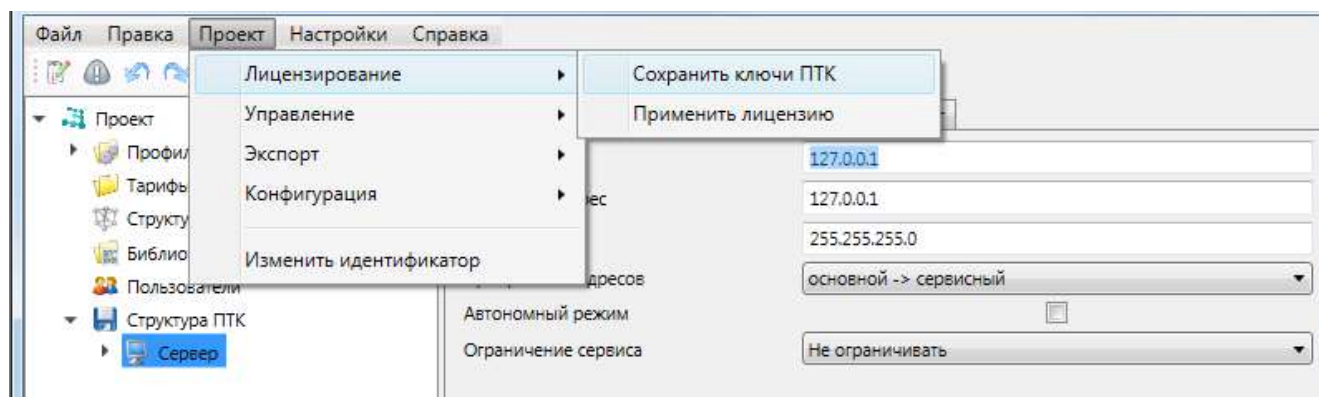 Файл Правка Проект Настройки Справка
Лицензирование
Сохранить ключи ПТК
Управление
Применить лицензию
Экспорт
Конфигурация
Изменить идентификатор
Проект
Тарифы
Пользователи
Структура ПТК
Сервер
127.0.0.1
127.0.0.1
255.255.255.0
основной -> сервисный
Автономный режим
Ограничение сервиса
Не ограничивать